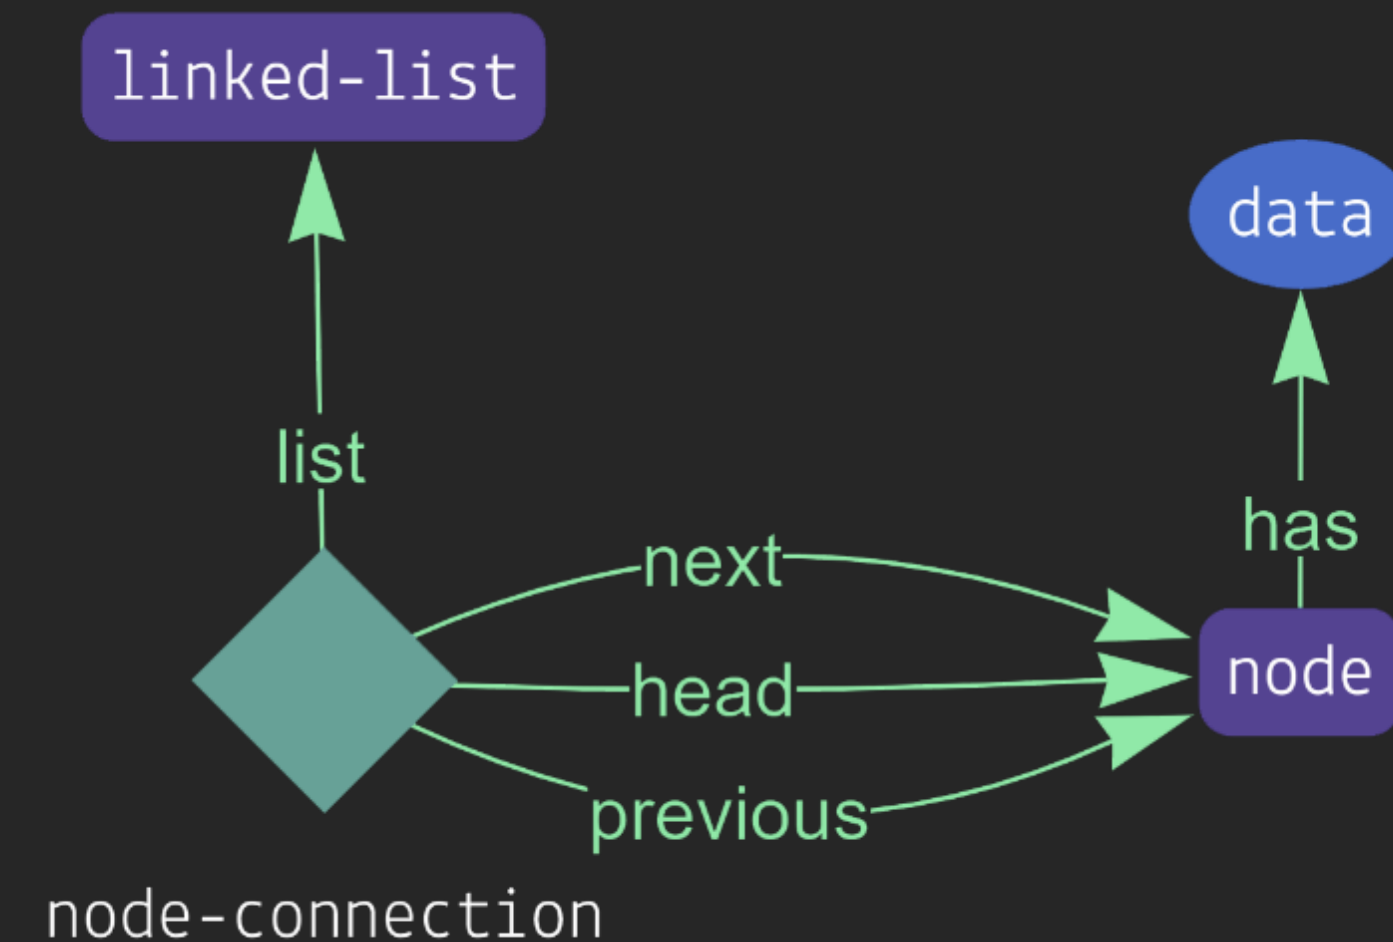 linked-list
data
list
has
next
head
node
previous
node-connection